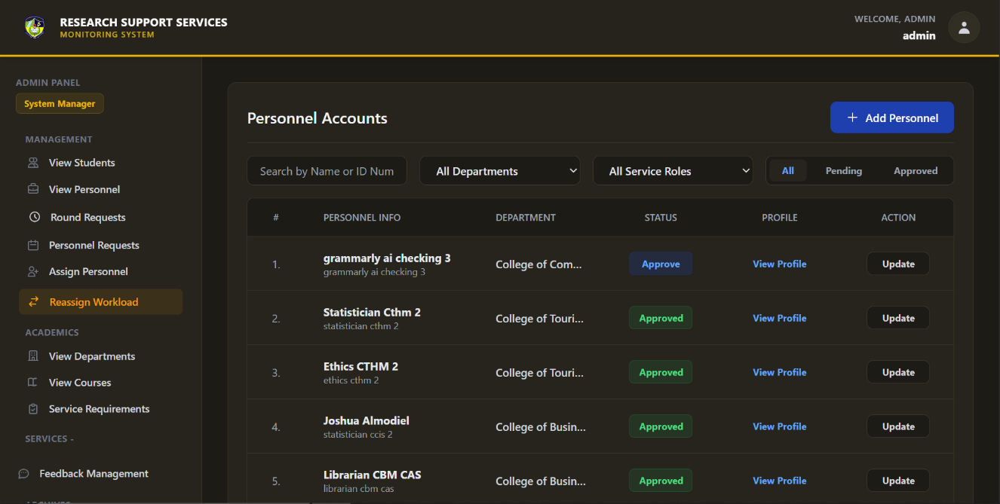 RESEARCH SUPPORT SERVICES
MONITORING SYSTEM
WELCOME, ADMIN
admin
ADMIN PANEL
System Manager
MANAGEMENT
View Students
View Personnel
Round Requests
Personnel Requests
Assign Personnel
Reassign Workload
ACADEMICS
View Departments
View Courses
Service Requirements
SERVICES -
Feedback Management
ARCHIVES
Personnel Accounts
+ Add Personnel
Search by Name or ID Num
All Departments
All Service Roles
All Pending Approved
# PERSONNEL INFO DEPARTMENT STATUS PROFILE ACTION
1. grammarly ai checking 3 College of Com... Approve View Profile Update
grammarly ai checking 3
2. Statistician Cthm 2 College of Touri... Approved View Profile Update
statistician cthm 2
3. Ethics CTHM 2 College of Touri... Approved View Profile Update
ethics cthm 2
4. Joshua Almodiel College of Busin... Approved View Profile Update
statistician ccis 2
5. Librarian CBM CAS College of Busin... Approved View Profile Update
librarian cbm cas